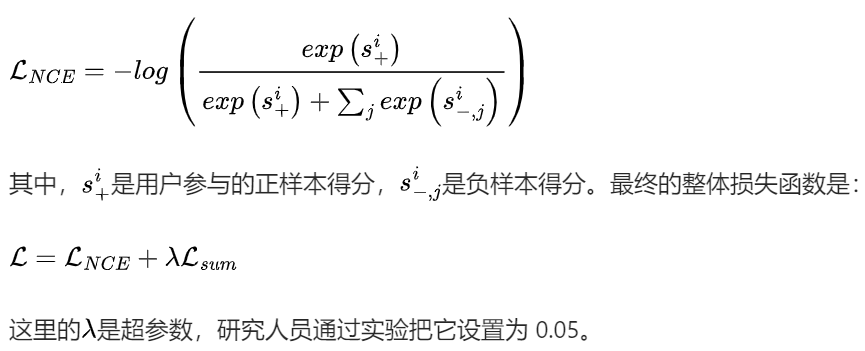 $\mathcal{L}_{NCE} = -log\left(\frac{exp\left(s_{+}^{i}\right)}{exp\left(s_{+}^{i}\right)+\sum_{j} exp\left(s_{-,j}^{i}\right)}\right)$
其中，$s_{+}^{i}$是用户参与的正样本得分，$s_{-,j}^{i}$是负样本得分。最终的整体损失函数是：
$\mathcal{L} = \mathcal{L}_{NCE} + \lambda\mathcal{L}_{sum}$
这里的$\lambda$是超参数，研究人员通过实验把它设置为 0.05。